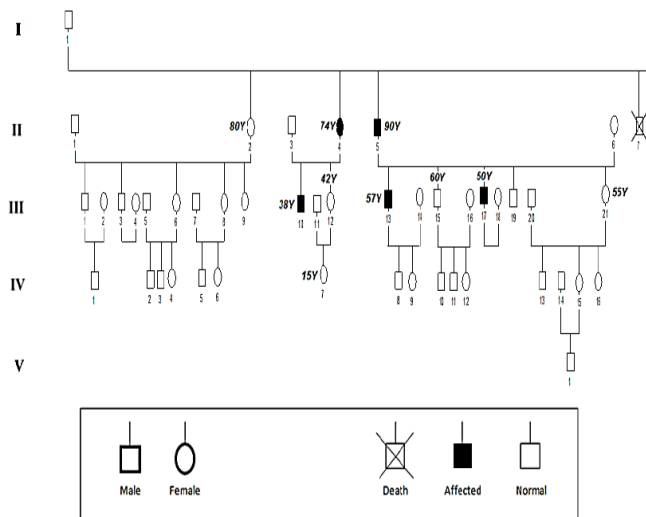 I
1
II
80Y 74Y 90Y
1 2 3 4 5 6 7
42Y 60Y 50Y
III
38Y 57Y 55Y
1 2 3 4 5 6 7 8 9 10 11 12 13 14 15 16 17 18 19 20 21
IV
15Y
1 2 3 4 5 6 7 8 9 10 11 12 13 14 15 16
V
1
Male Female Death Affected Normal